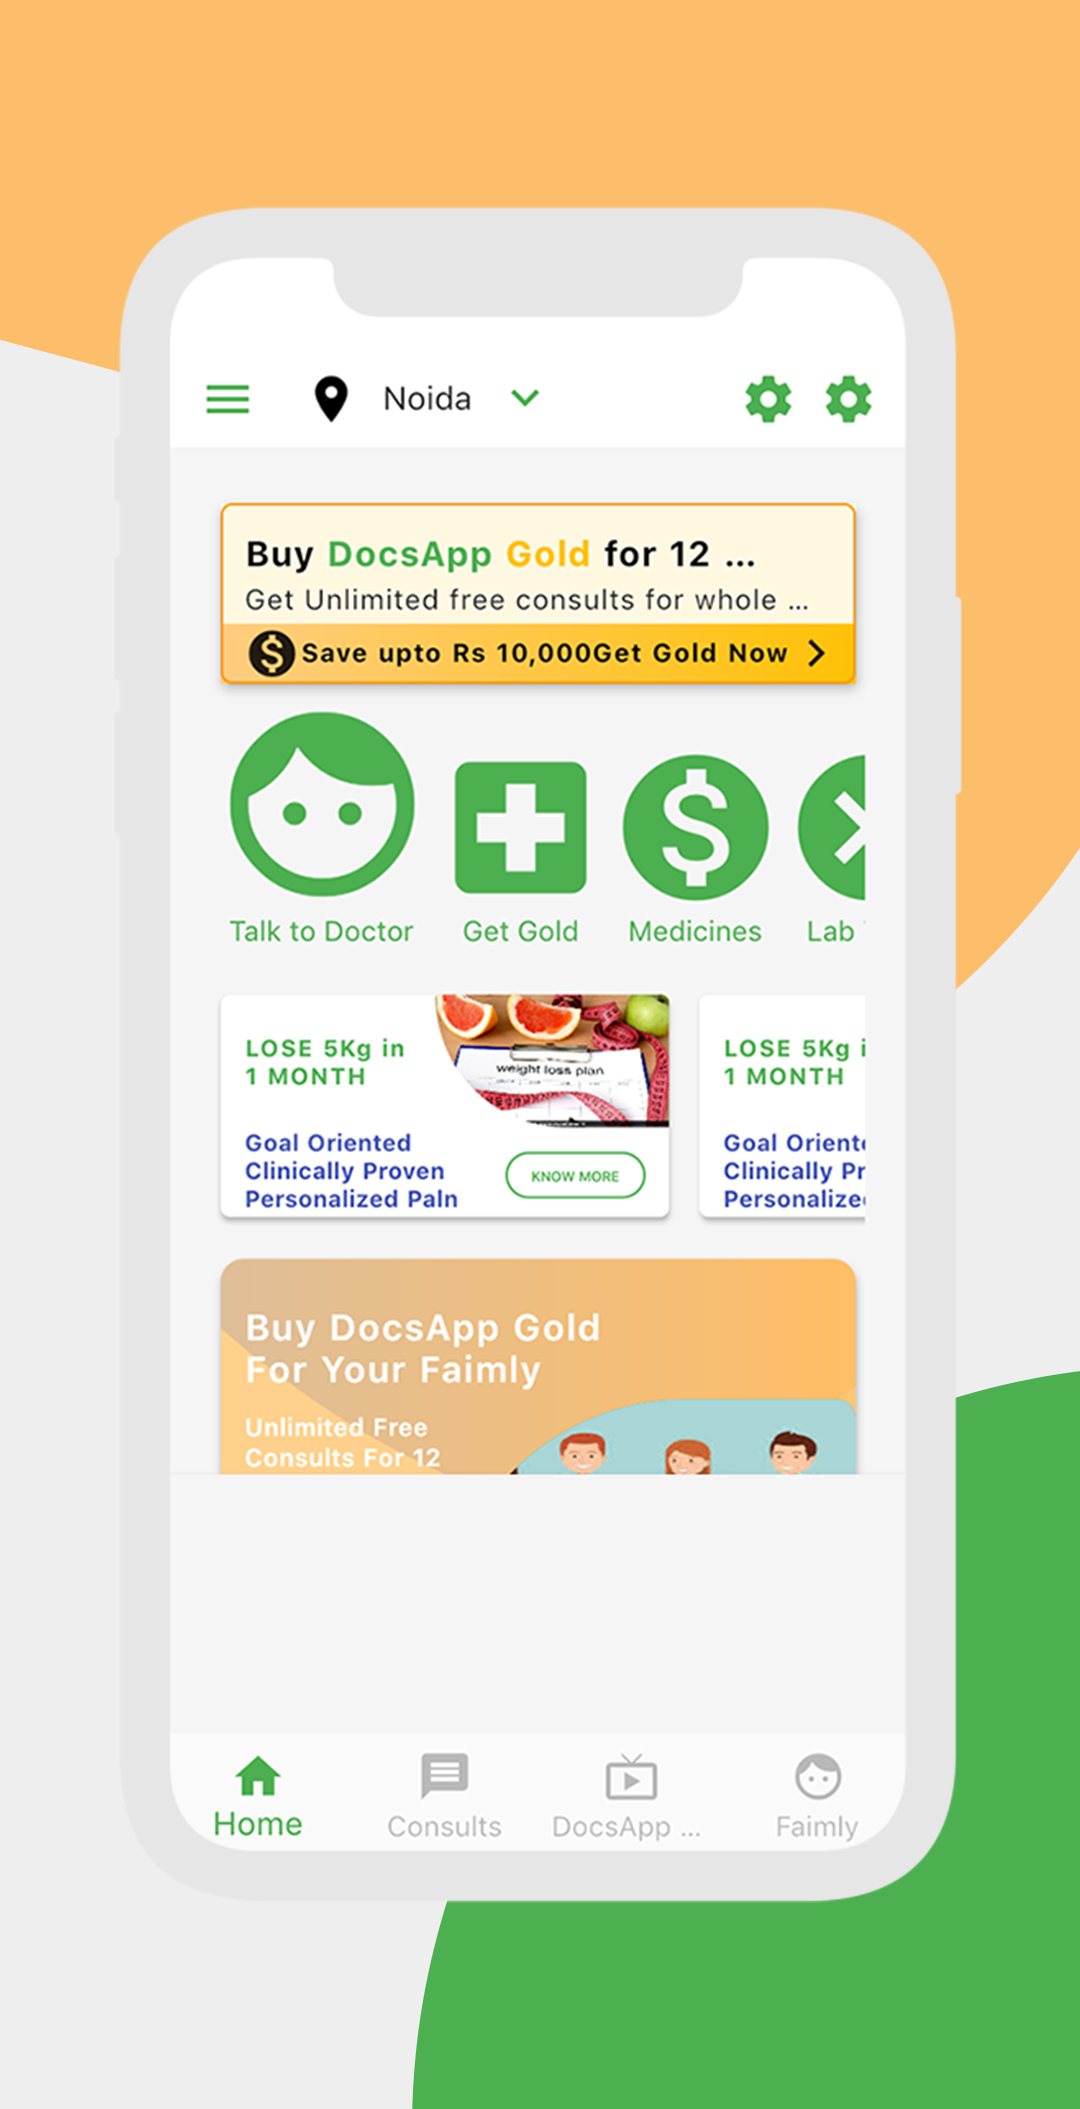 Noida
Buy DocsApp Gold for 12 ...
Get Unlimited free consults for whole ...
Save upto Rs 10,000Get Gold Now
Talk to Doctor
Get Gold
Medicines
Lab
LOSE 5Kg in
1 MONTH
weight loss plan
Goal Oriented
Clinically Proven
Personalized Paln
KNOW MORE
LOSE 5Kg i
1 MONTH
Goal Oriente
Clinically Pr
Personalize
Buy DocsApp Gold
For Your Faimly
Unlimited Free
Consults For 12
Home
Consults
DocsApp ...
Faimly